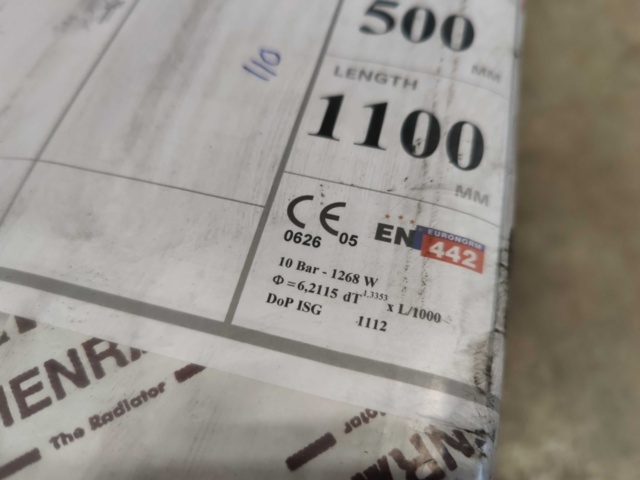 500
MM
LENGTH
1100
MM
110
CE
0626 05
EN EURONORM 442
10 Bar - 1268 W
Φ = 6,2115 dT1,3353 x L/1000
DoP ISG 1112
The Radiator